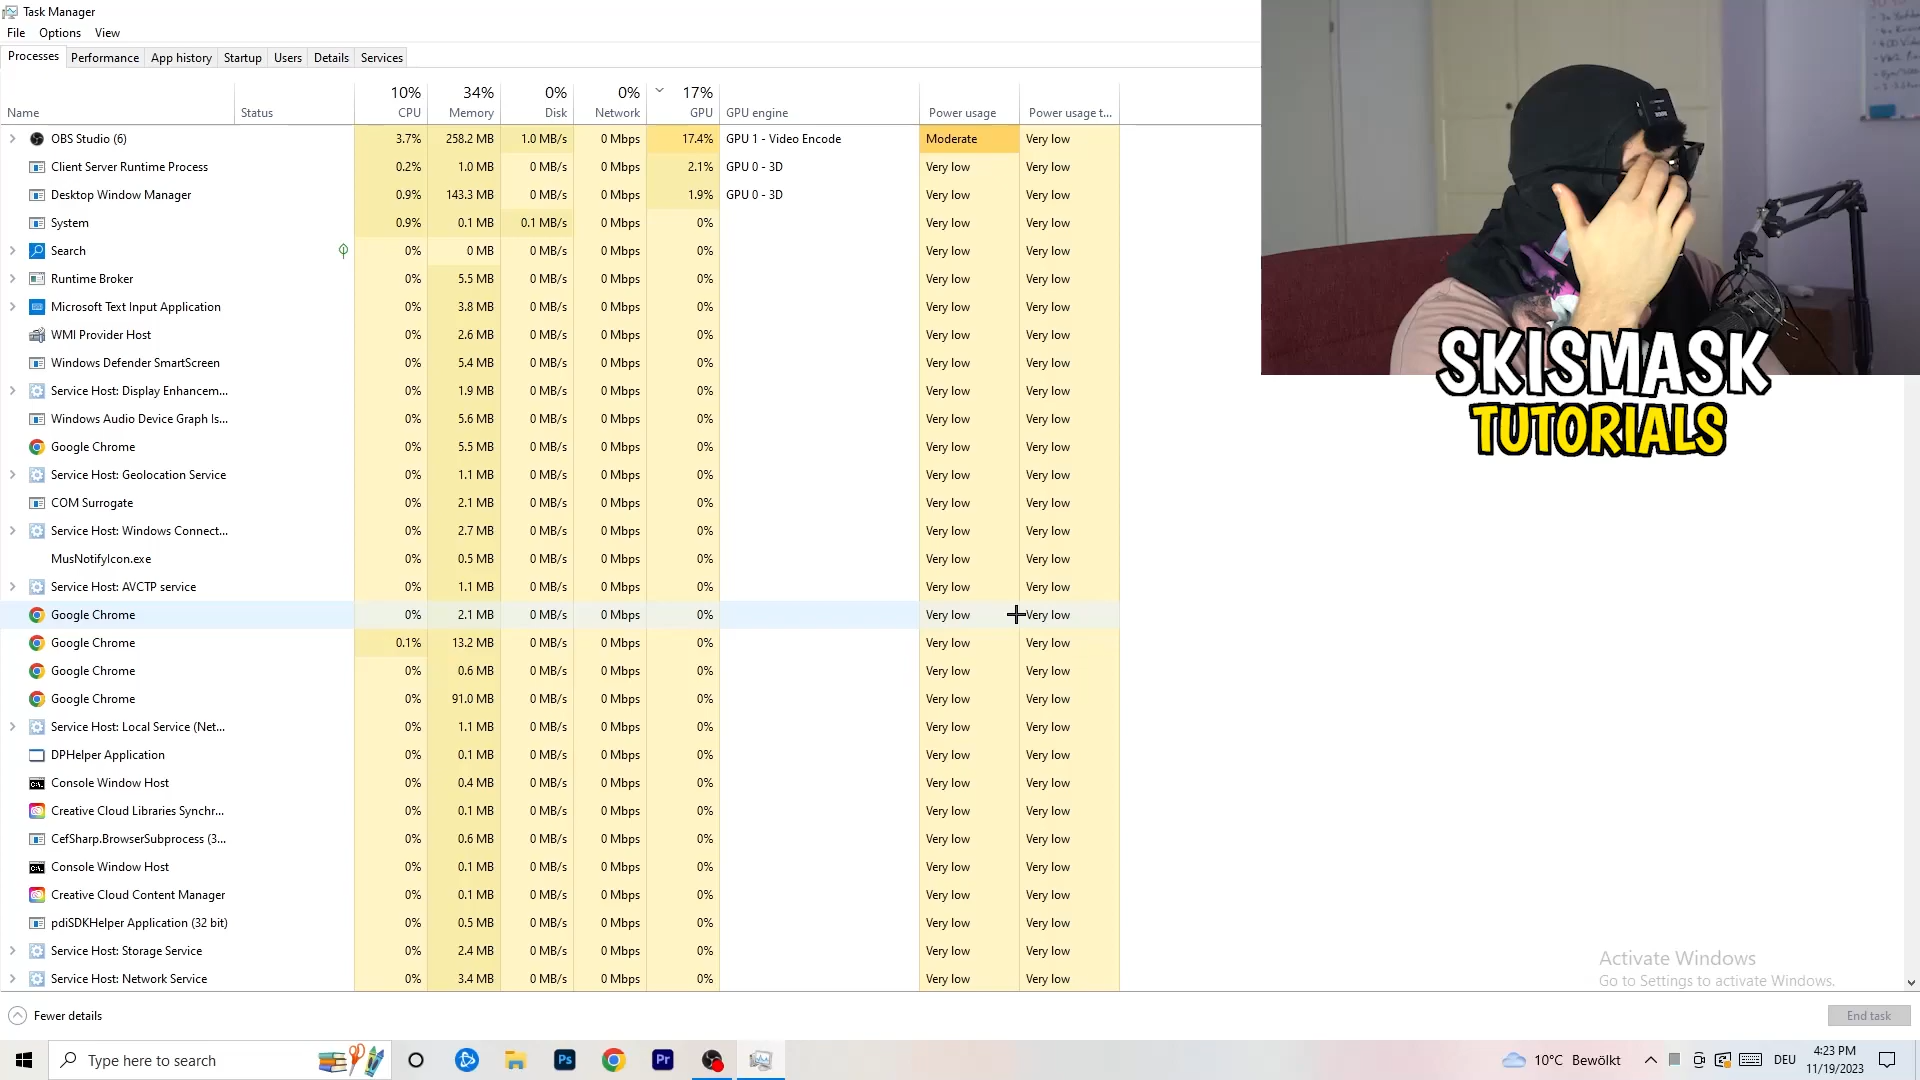 Task Manager
File Options View
Processes Performance App history Startup Users Details Services
10% 34% 0% 0% 17%
Name Status CPU Memory Disk Network GPU GPU engine Power usage Power usage t...
OBS Studio (6) 3.7% 258.2 MB 1.0 MB/s 0 Mbps 17.4% GPU 1 - Video Encode Moderate Very low
Client Server Runtime Process 0.2% 1.0 MB 0 MB/s 0 Mbps 2.1% GPU 0 - 3D Very low Very low
Desktop Window Manager 0.9% 143.3 MB 0 MB/s 0 Mbps 1.9% GPU 0 - 3D Very low Very low
System 0.9% 0.1 MB 0.1 MB/s 0 Mbps 0% Very low Very low
Search 0% 0 MB 0 MB/s 0 Mbps 0% Very low Very low
Runtime Broker 0% 5.5 MB 0 MB/s 0 Mbps 0% Very low Very low
Microsoft Text Input Application 0% 3.8 MB 0 MB/s 0 Mbps 0% Very low Very low
WMI Provider Host 0% 2.6 MB 0 MB/s 0 Mbps 0% Very low Very low
Windows Defender SmartScreen 0% 5.4 MB 0 MB/s 0 Mbps 0% Very low Very low
Service Host: Display Enhancem... 0% 1.9 MB 0 MB/s 0 Mbps 0% Very low Very low
Windows Audio Device Graph Is... 0% 5.6 MB 0 MB/s 0 Mbps 0% Very low Very low
Google Chrome 0% 5.5 MB 0 MB/s 0 Mbps 0% Very low Very low
Service Host: Geolocation Service 0% 1.1 MB 0 MB/s 0 Mbps 0% Very low Very low
COM Surrogate 0% 2.1 MB 0 MB/s 0 Mbps 0% Very low Very low
Service Host: Windows Connect... 0% 2.7 MB 0 MB/s 0 Mbps 0% Very low Very low
MusNotifyIcon.exe 0% 0.5 MB 0 MB/s 0 Mbps 0% Very low Very low
Service Host: AVCTP service 0% 1.1 MB 0 MB/s 0 Mbps 0% Very low Very low
Google Chrome 0% 2.1 MB 0 MB/s 0 Mbps 0% Very low Very low
Google Chrome 0.1% 13.2 MB 0 MB/s 0 Mbps 0% Very low Very low
Google Chrome 0% 0.6 MB 0 MB/s 0 Mbps 0% Very low Very low
Google Chrome 0% 91.0 MB 0 MB/s 0 Mbps 0% Very low Very low
Service Host: Local Service (Net... 0% 1.1 MB 0 MB/s 0 Mbps 0% Very low Very low
DPHelper Application 0% 0.1 MB 0 MB/s 0 Mbps 0% Very low Very low
Console Window Host 0% 0.4 MB 0 MB/s 0 Mbps 0% Very low Very low
Creative Cloud Libraries Synchr... 0% 0.1 MB 0 MB/s 0 Mbps 0% Very low Very low
CefSharp.BrowserSubprocess (3... 0% 0.6 MB 0 MB/s 0 Mbps 0% Very low Very low
Console Window Host 0% 0.1 MB 0 MB/s 0 Mbps 0% Very low Very low
Creative Cloud Content Manager 0% 0.1 MB 0 MB/s 0 Mbps 0% Very low Very low
pdiSDKHelper Application (32 bit) 0% 0.5 MB 0 MB/s 0 Mbps 0% Very low Very low
Service Host: Storage Service 0% 2.4 MB 0 MB/s 0 Mbps 0% Very low Very low
Service Host: Network Service 0% 3.4 MB 0 MB/s 0 Mbps 0% Very low Very low
SKISMASK
TUTORIALS
Activate Windows
Go to Settings to activate Windows.
Fewer details End task
Type here to search Ps Pr 10°C Bewölkt DEU 4:23 PM
11/19/2023